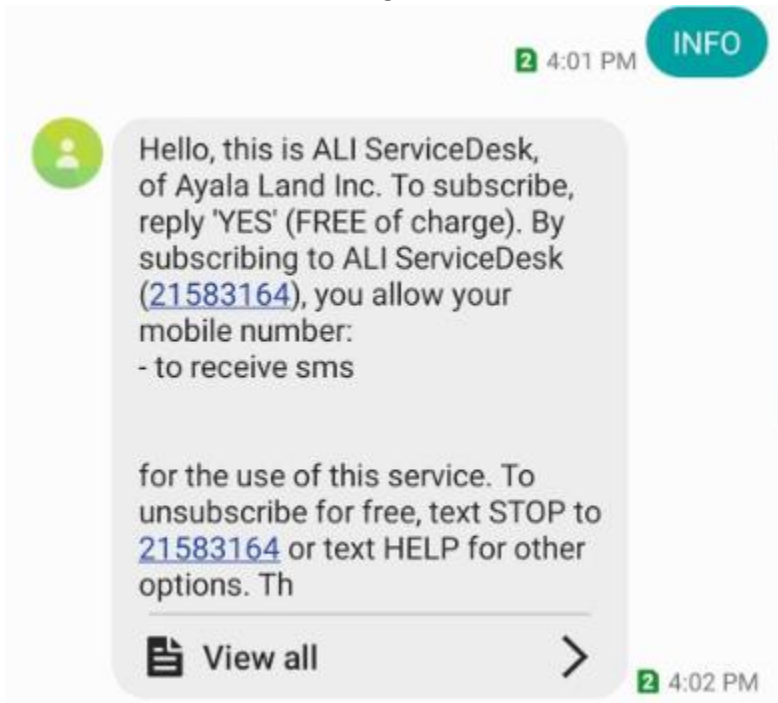 INFO
2 4:01 PM
Hello, this is ALI ServiceDesk,
of Ayala Land Inc. To subscribe,
reply 'YES' (FREE of charge). By
subscribing to ALI ServiceDesk
(21583164), you allow your
mobile number:
- to receive sms
for the use of this service. To
unsubscribe for free, text STOP to
21583164 or text HELP for other
options. Th
View all
2 4:02 PM